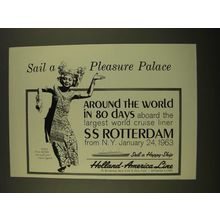 Sail a Pleasure Palace
AROUND THE WORLD
IN 80 DAYS aboard the
largest world cruise liner
SS ROTTERDAM
from N.Y. January 24, 1963
Sail a Happy Ship
Holland-America Line